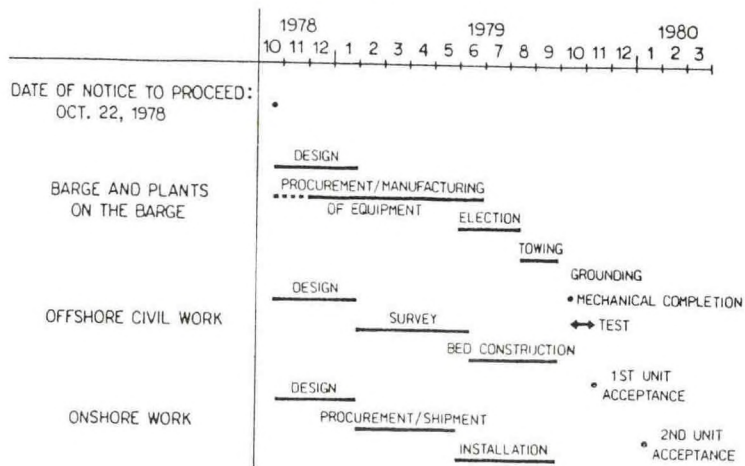 1978 1979 1980
10 11 12 1 2 3 4 5 6 7 8 9 10 11 12 1 2 3
DATE OF NOTICE TO PROCEED:
OCT. 22, 1978
DESIGN
BARGE AND PLANTS
ON THE BARGE
PROCUREMENT/MANUFACTURING
OF EQUIPMENT
ELECTION
TOWING
GROUNDING
DESIGN
MECHANICAL COMPLETION
OFFSHORE CIVIL WORK
SURVEY
TEST
BED CONSTRUCTION
1ST UNIT
ACCEPTANCE
DESIGN
ONSHORE WORK
PROCUREMENT/SHIPMENT
2ND UNIT
ACCEPTANCE
INSTALLATION